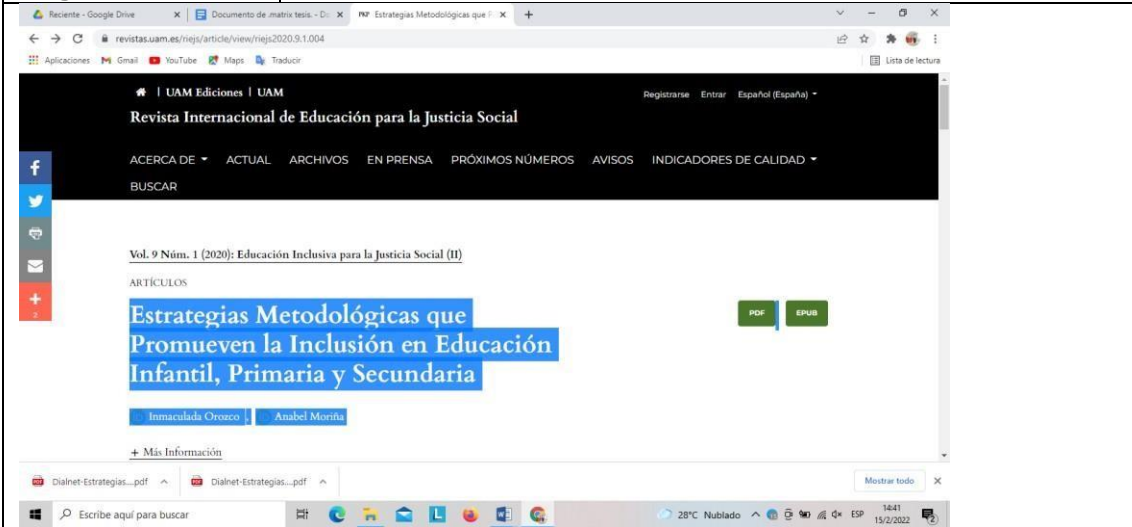 Reciente - Google Drive
Documento de .matrix tesis. - Do
PKP Estrategias Metodológicas que P
revistas.uam.es/riejs/article/view/riejs2020.9.1.004
Aplicaciones Gmail YouTube Maps Traducir Lista de lectura
| UAM Ediciones | UAM
Registrarse Entrar Español (España)
Revista Internacional de Educación para la Justicia Social
ACERCA DE ACTUAL ARCHIVOS EN PRENSA PRÓXIMOS NÚMEROS AVISOS INDICADORES DE CALIDAD
BUSCAR
Vol. 9 Núm. 1 (2020): Educación Inclusiva para la Justicia Social (II)
ARTÍCULOS
Estrategias Metodológicas que
Promueven la Inclusión en Educación
Infantil, Primaria y Secundaria
PDF EPUB
Inmaculada Orozco , Anabel Moriña
+ Más Información
Dialnet-Estrategias....pdf Dialnet-Estrategias....pdf Mostrar todo
Escribe aquí para buscar
28°C Nublado ESP 14:41
15/2/2022